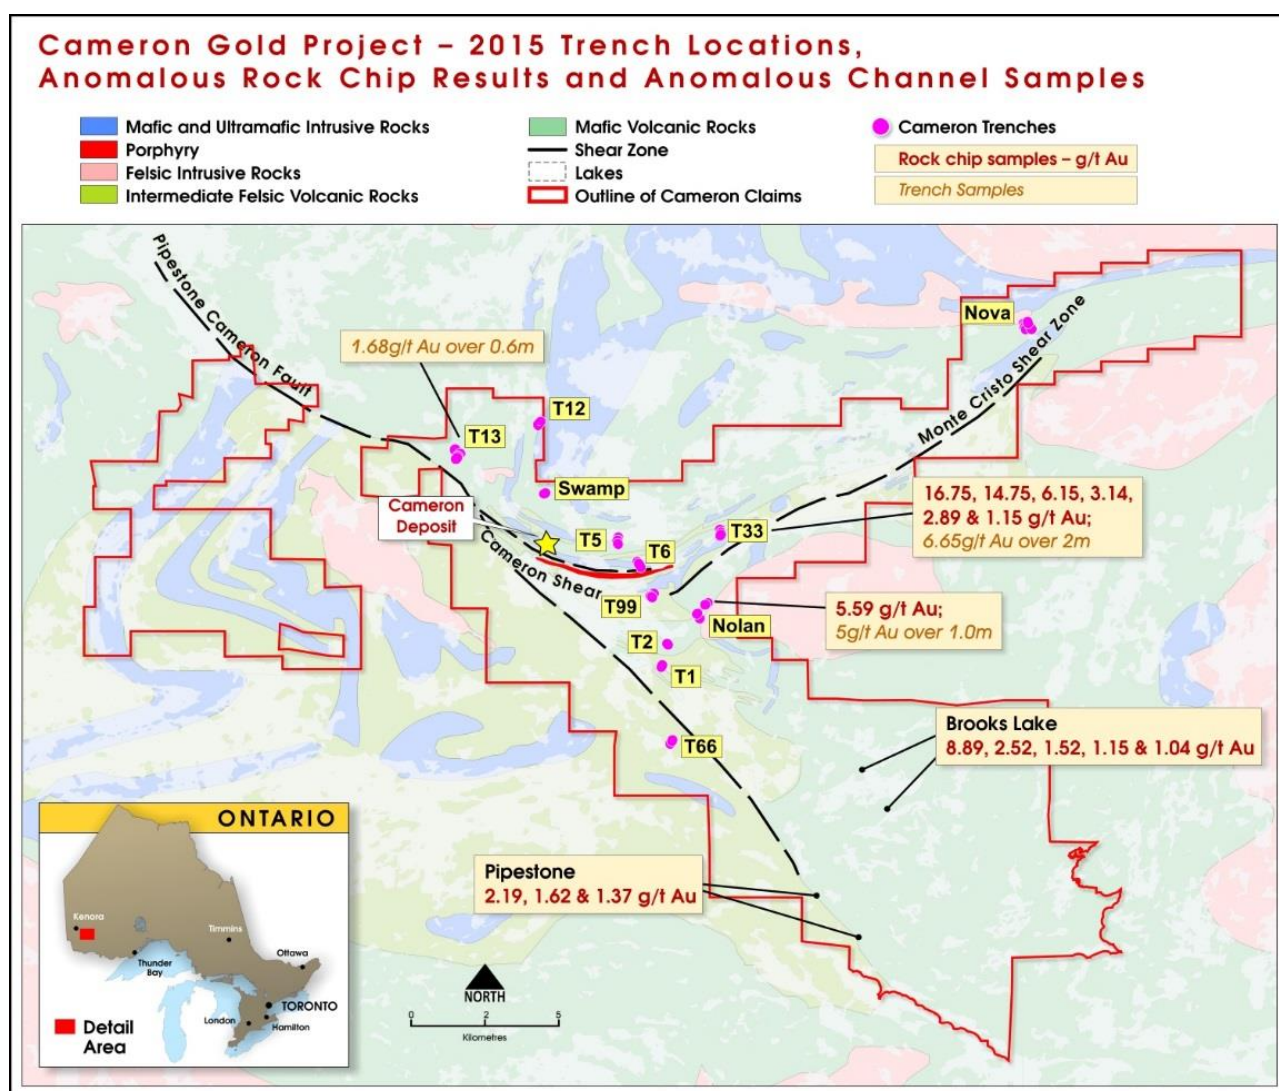 Cameron Gold Project – 2015 Trench Locations,
Anomalous Rock Chip Results and Anomalous Channel Samples
Mafic and Ultramafic Intrusive Rocks
Porphyry
Felsic Intrusive Rocks
Intermediate Felsic Volcanic Rocks
Mafic Volcanic Rocks
Shear Zone
Lakes
Outline of Cameron Claims
Cameron Trenches
Rock chip samples – g/t Au
Trench Samples
Pipestone Cameron Fault
Nova
Monte Cristo Shear Zone
1.68g/t Au over 0.6m
T12
T13
Swamp
Cameron
Deposit
T5
T6
T33
16.75, 14.75, 6.15, 3.14,
2.89 & 1.15 g/t Au;
6.65g/t Au over 2m
Cameron Shear
T99
Nolan
5.59 g/t Au;
5g/t Au over 1.0m
T2
T1
T66
Brooks Lake
8.89, 2.52, 1.52, 1.15 & 1.04 g/t Au
Pipestone
2.19, 1.62 & 1.37 g/t Au
ONTARIO
Kenora
Timmins
Thunder
Bay
Ottawa
TORONTO
London
Hamilton
Detail
Area
NORTH
0 2 5
Kilometres